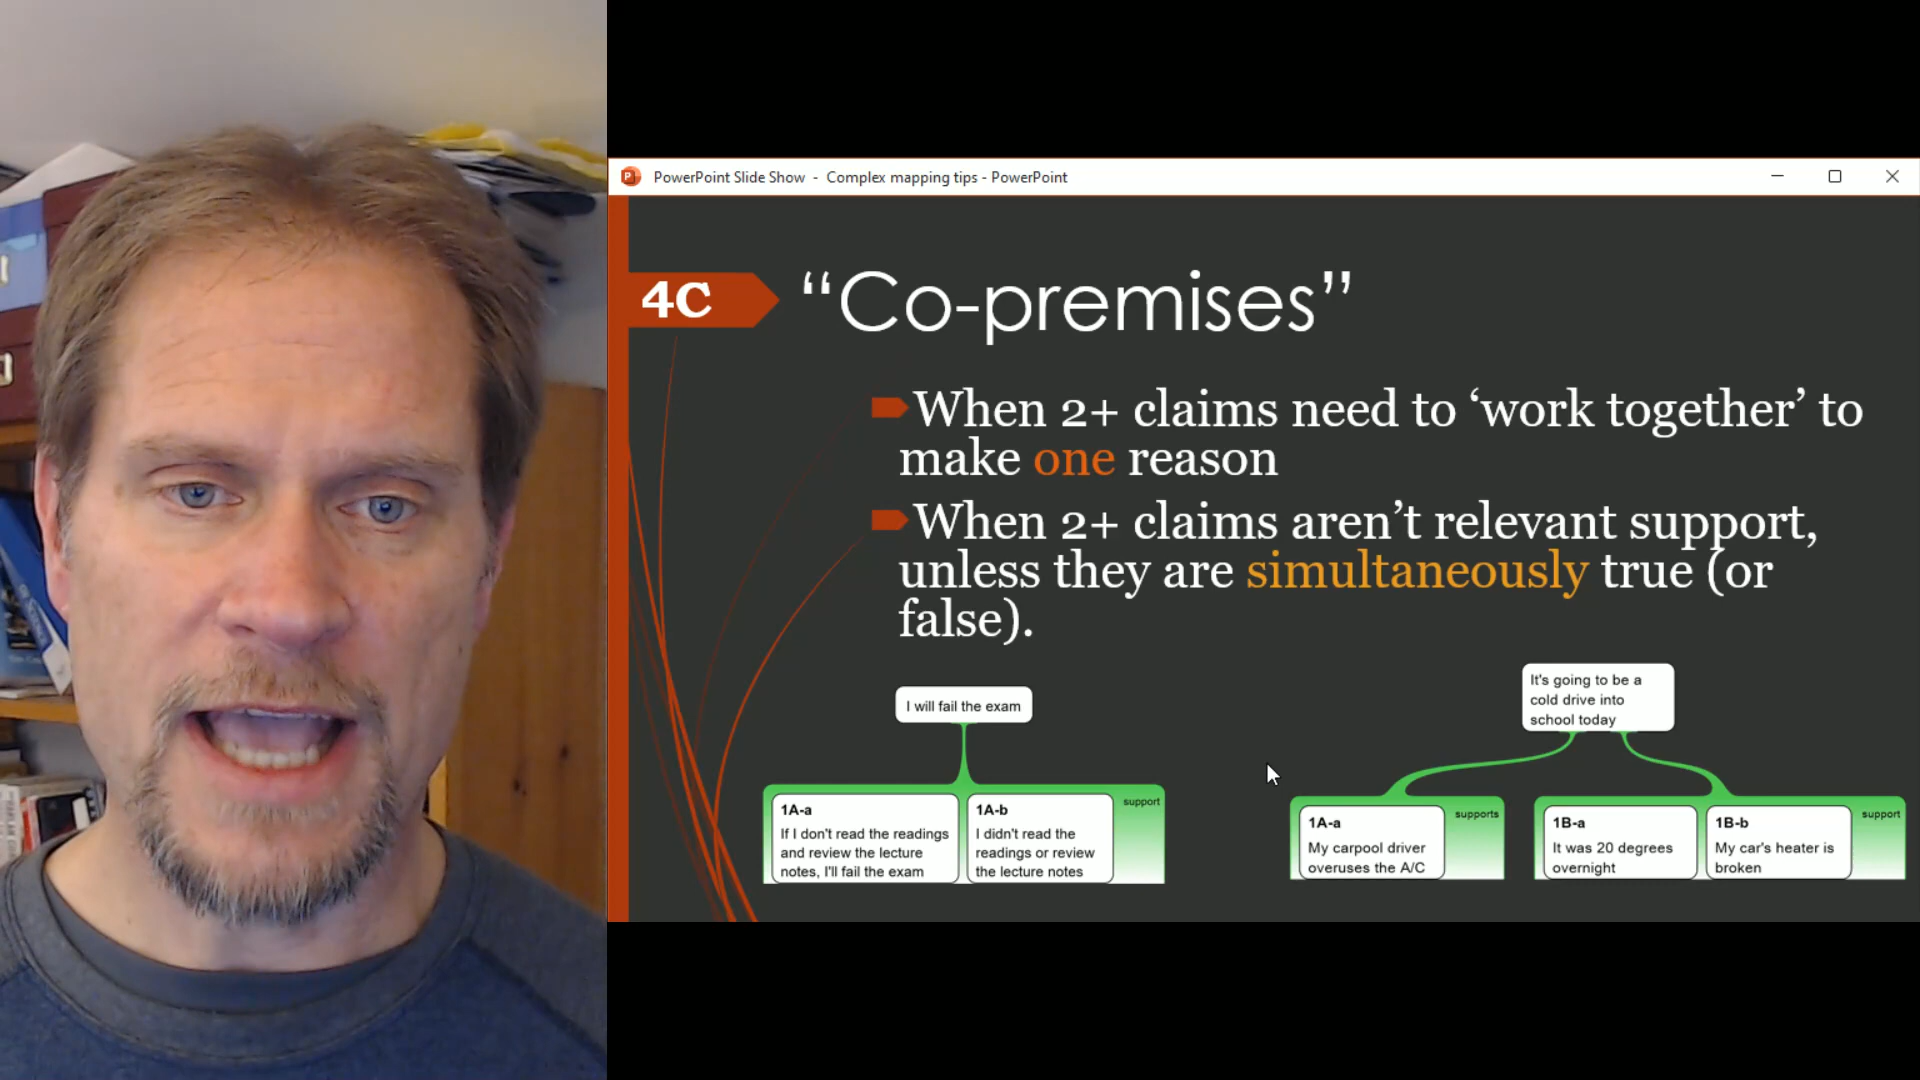 PowerPoint Slide Show - Complex mapping tips - PowerPoint
4C
“Co-premises”
When 2+ claims need to ‘work together’ to
make one reason
When 2+ claims aren’t relevant support,
unless they are simultaneously true (or
false).
I will fail the exam
1A-a
If I don't read the readings
and review the lecture
notes, I'll fail the exam
1A-b
I didn't read the
readings or review
the lecture notes
support
It's going to be a
cold drive into
school today
1A-a
My carpool driver
overuses the A/C
supports
1B-a
It was 20 degrees
overnight
1B-b
My car's heater is
broken
support